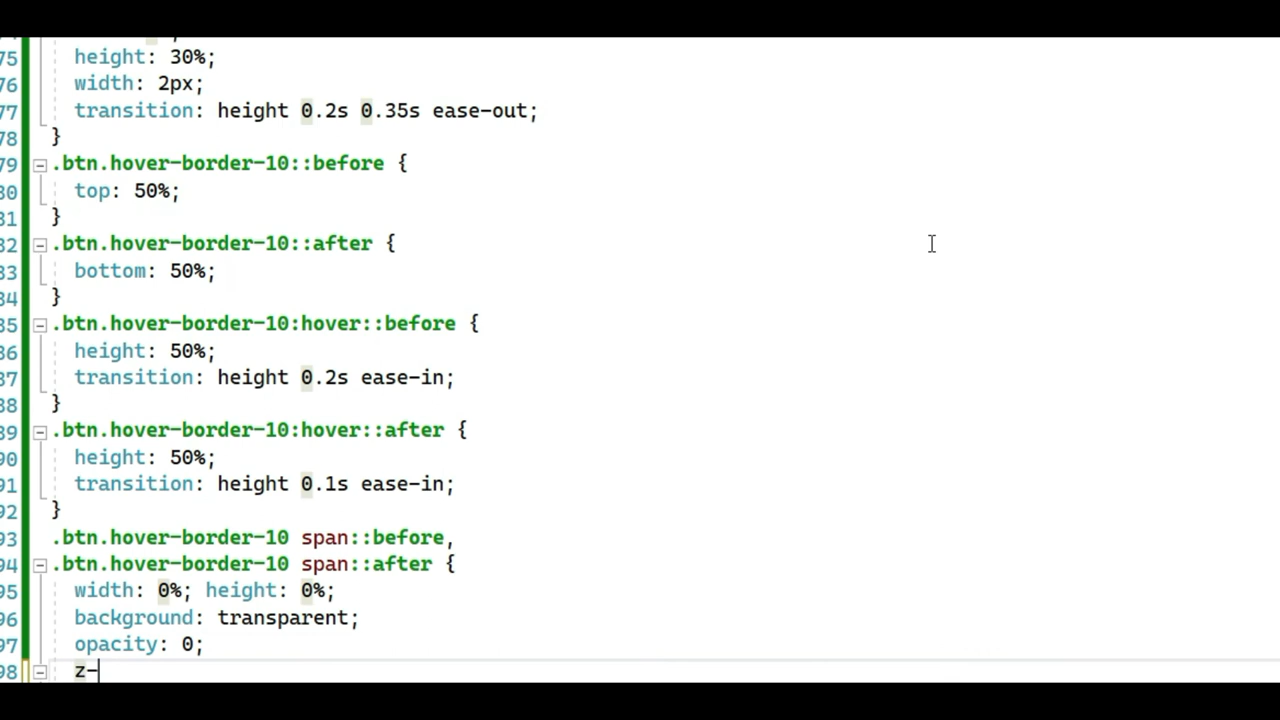 75 height: 30%;
76 width: 2px;
77 transition: height 0.2s 0.35s ease-out;
78 }
79 .btn.hover-border-10::before {
80 top: 50%;
81 }
82 .btn.hover-border-10::after {
83 bottom: 50%;
84 }
85 .btn.hover-border-10:hover::before {
86 height: 50%;
87 transition: height 0.2s ease-in;
88 }
89 .btn.hover-border-10:hover::after {
90 height: 50%;
91 transition: height 0.1s ease-in;
92 }
93 .btn.hover-border-10 span::before,
94 .btn.hover-border-10 span::after {
95 width: 0%; height: 0%;
96 background: transparent;
97 opacity: 0;
98 z-